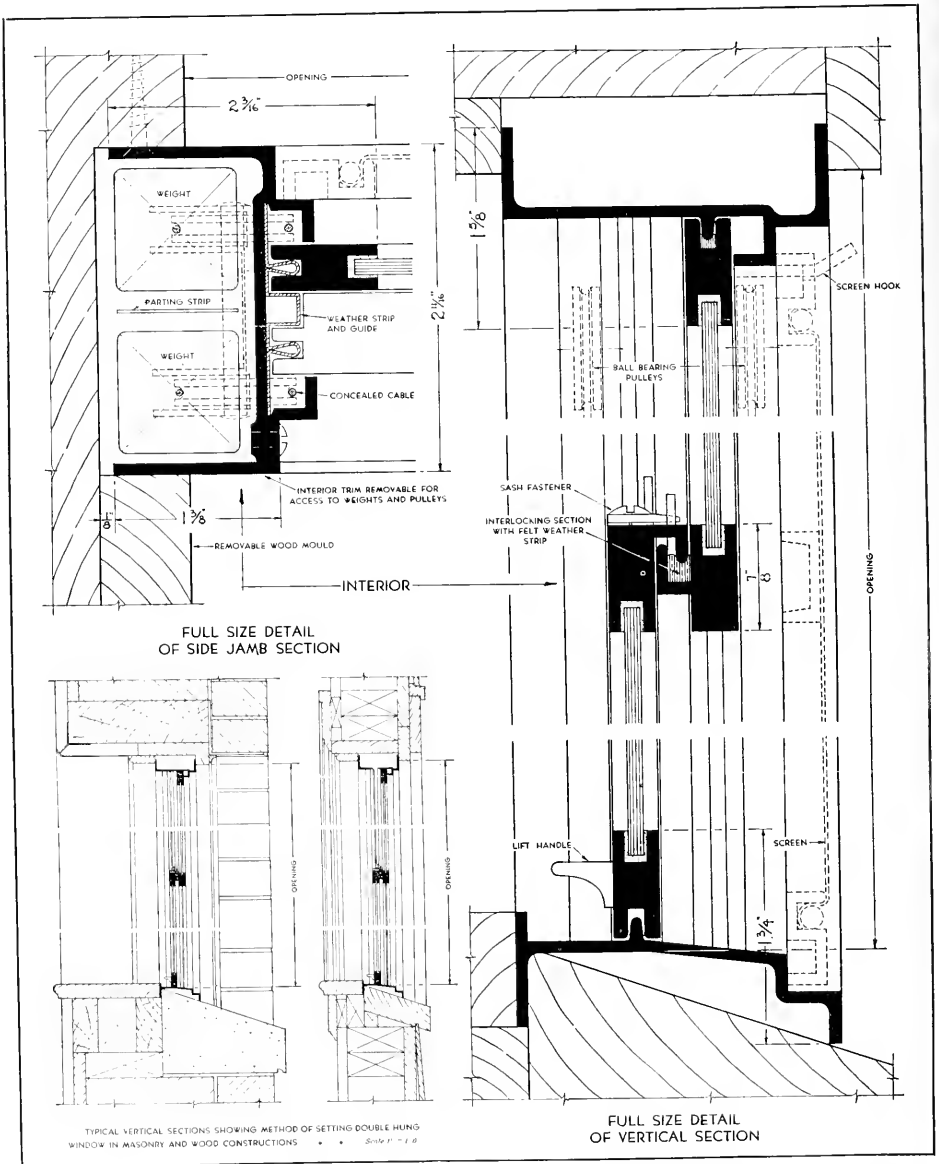 OPENING
2 3/16"
WEIGHT
PARTING STRIP
WEATHER STRIP
AND GUIDE
WEIGHT
CONCEALED CABLE
2 11/16"
INTERIOR TRIM REMOVABLE FOR
ACCESS TO WEIGHTS AND PULLEYS
1/8"
1 3/8"
REMOVABLE WOOD MOULD
INTERIOR
FULL SIZE DETAIL
OF SIDE JAMB SECTION
1 5/8"
SCREEN HOOK
BALL BEARING
PULLEYS
SASH FASTENER
INTERLOCKING SECTION
WITH FELT WEATHER
STRIP
7/8"
OPENING
LIFT HANDLE
SCREEN
1 3/4"
FULL SIZE DETAIL
OF VERTICAL SECTION
OPENING
OPENING
TYPICAL VERTICAL SECTIONS SHOWING METHOD OF SETTING DOUBLE HUNG
WINDOW IN MASONRY AND WOOD CONSTRUCTIONS • • Scale 1" =